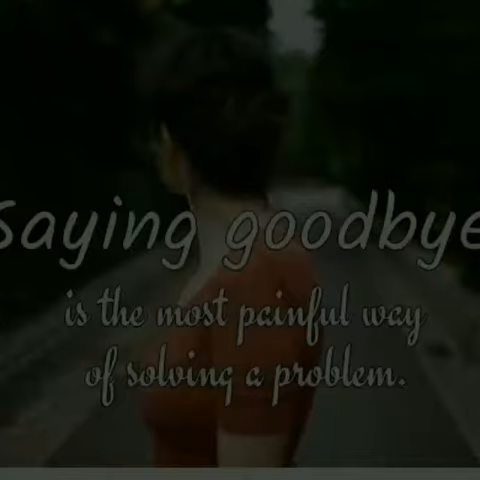 Saying goodbye
is the most painful way
of solving a problem.